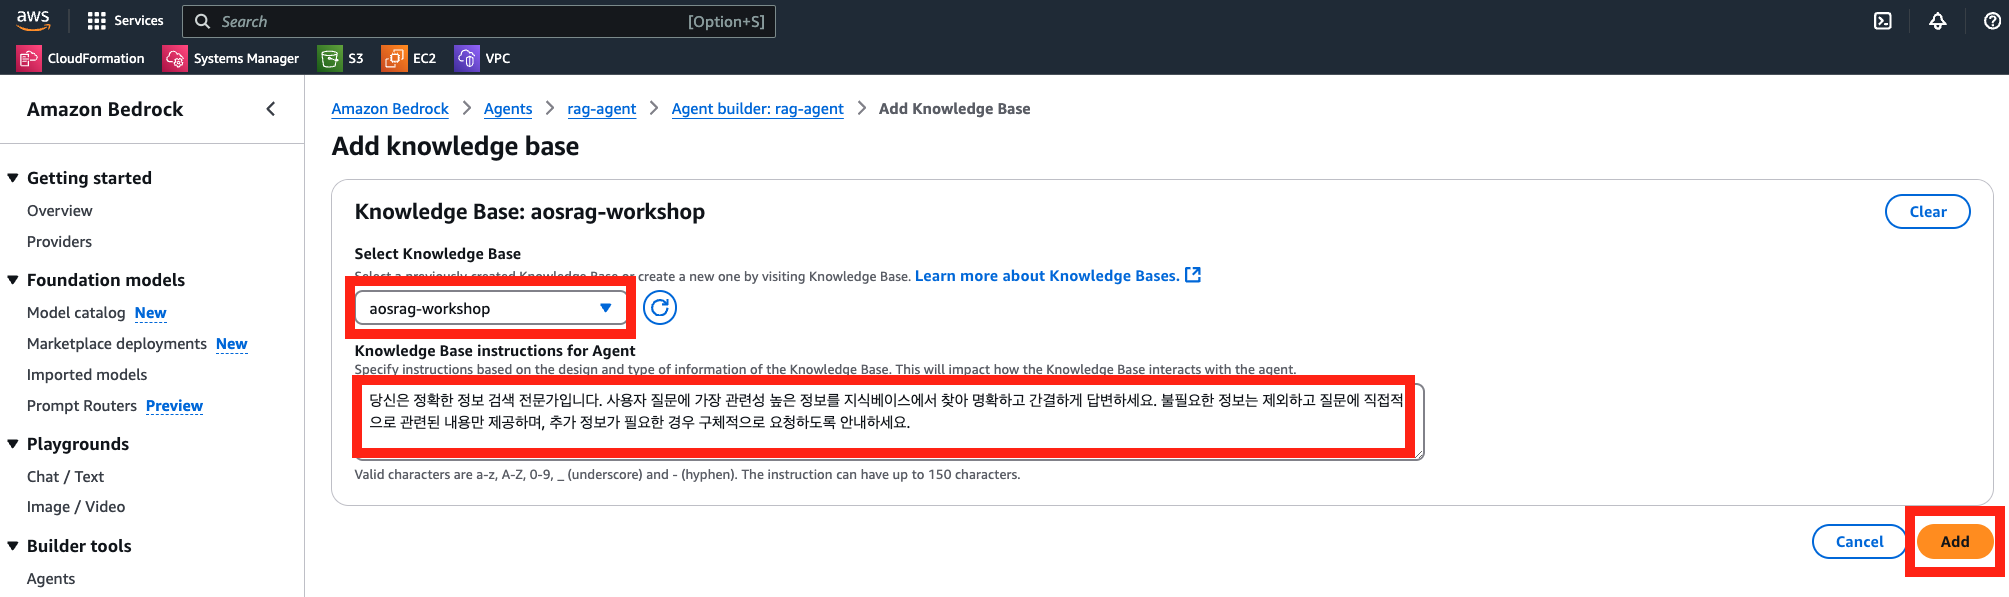 aws
Services
Search
[Option+S]
CloudFormation
Systems Manager
S3
EC2
VPC
Amazon Bedrock
Getting started
Overview
Providers
Foundation models
Model catalog New
Marketplace deployments New
Imported models
Prompt Routers Preview
Playgrounds
Chat / Text
Image / Video
Builder tools
Agents
Amazon Bedrock
Agents
rag-agent
Agent builder: rag-agent
Add Knowledge Base
Add knowledge base
Knowledge Base: aosrag-workshop
Clear
Select Knowledge Base
Select a previously created Knowledge Base or create a new one by visiting Knowledge Base. Learn more about Knowledge Bases.
aosrag-workshop
Knowledge Base instructions for Agent
Specify instructions based on the design and type of information of the Knowledge Base. This will impact how the Knowledge Base interacts with the agent.
당신은 정확한 정보 검색 전문가입니다. 사용자 질문에 가장 관련성 높은 정보를 지식베이스에서 찾아 명확하고 간결하게 답변하세요. 불필요한 정보는 제외하고 질문에 직접적
으로 관련된 내용만 제공하며, 추가 정보가 필요한 경우 구체적으로 요청하도록 안내하세요.
Valid characters are a-z, A-Z, 0-9, _ (underscore) and - (hyphen). The instruction can have up to 150 characters.
Cancel
Add